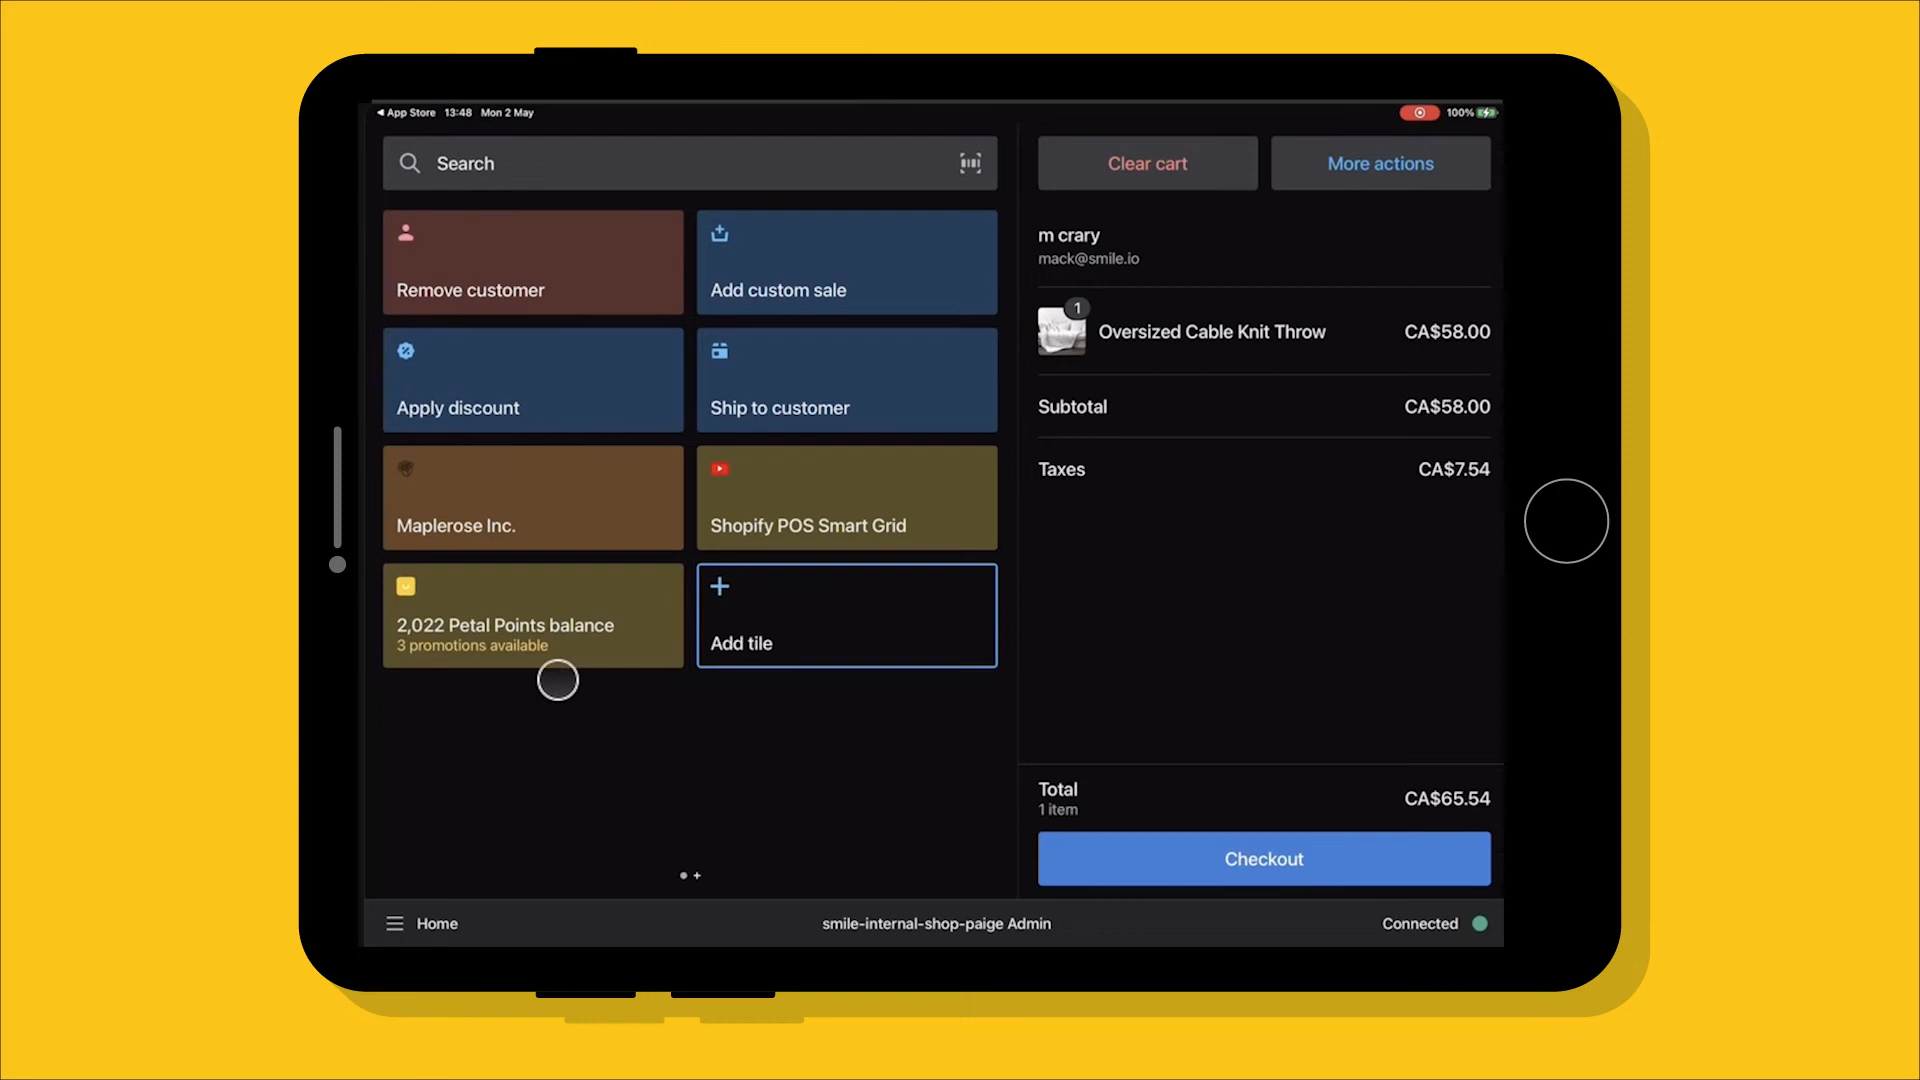 App Store 13:48 Mon 2 May
100%
Search
Clear cart
More actions
Remove customer
Add custom sale
m crary
mack@smile.io
1
Oversized Cable Knit Throw CA$58.00
Apply discount
Ship to customer
Subtotal CA$58.00
Taxes CA$7.54
Maplerose Inc.
Shopify POS Smart Grid
2,022 Petal Points balance
3 promotions available
Add tile
Total CA$65.54
1 item
Checkout
Home
smile-internal-shop-paige Admin
Connected